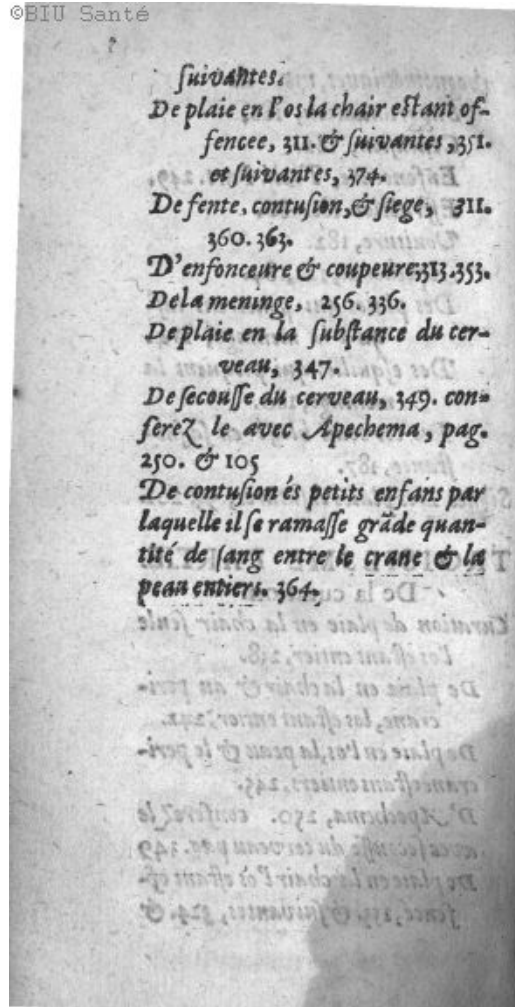 ©BIU Santé
ſuivantes.
De plaie en l'os la chair eſtant of-
fencee, 311. & ſuivantes, 351.
et ſuivantes, 374.
De fente, contuſion, & ſiege, 311.
360. 363.
D'enfonceure & coupeure, 313. 353.
De la meninge, 256. 336.
De plaie en la ſubſtance du cer-
veau, 347.
De ſecouſſe du cerveau, 349. con-
ferez le avec Apechema, pag.
250. & 105
De contuſion és petits enfans par
laquelle il ſe ramaſſe grãde quan-
tité de ſang entre le crane & la
peau entiers. 364.